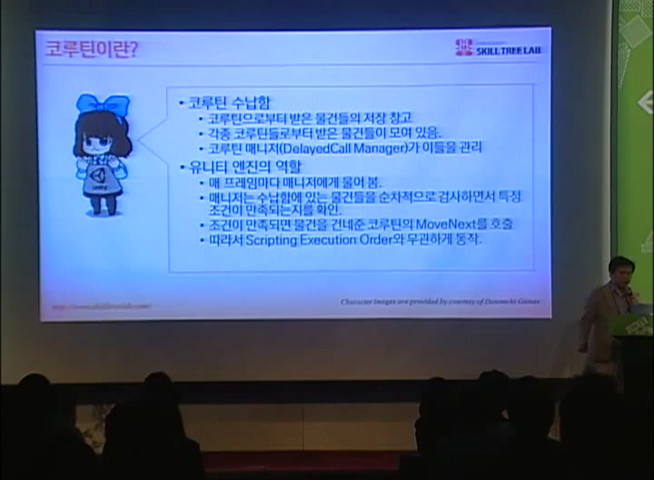 코루틴이란?
SKILL TREE LAB
• 코루틴 수납함
• 코루틴으로부터 받은 물건들의 저장 창고
• 각종 코루틴들로부터 받은 물건들이 모여 있음.
• 코루틴 매니저(DelayedCall Manager)가 이들을 관리
• 유니티 엔진의 역할
• 매 프레임마다 매니저에게 물어 봄.
• 매니저는 수납함에 있는 물건들을 순차적으로 검사하면서 특정
조건이 만족되는지를 확인.
• 조건이 만족되면 물건을 건네준 코루틴의 MoveNext를 호출
• 따라서 Scripting Execution Order와 무관하게 동작.
unity
Character images are provided by courtesy of